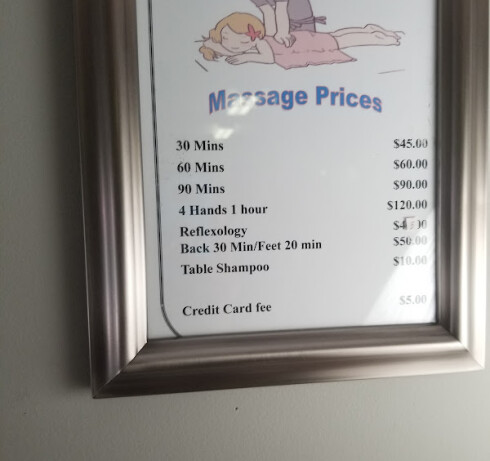 Massage Prices
30 Mins $45.00
60 Mins $60.00
90 Mins $90.00
4 Hands 1 hour $120.00
Reflexology
Back 30 Min/Feet 20 min $50.00
Table Shampoo $10.00
Credit Card fee $5.00